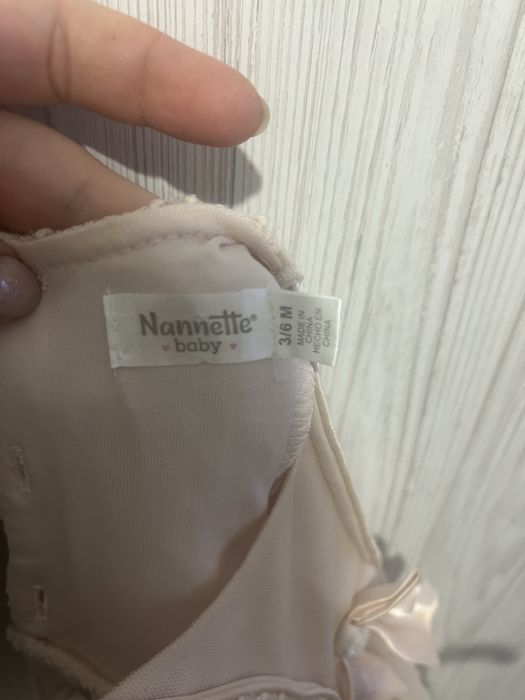 Nannette®
baby
3/6 M
MADE IN
CHINA
HECHO EN
CHINA